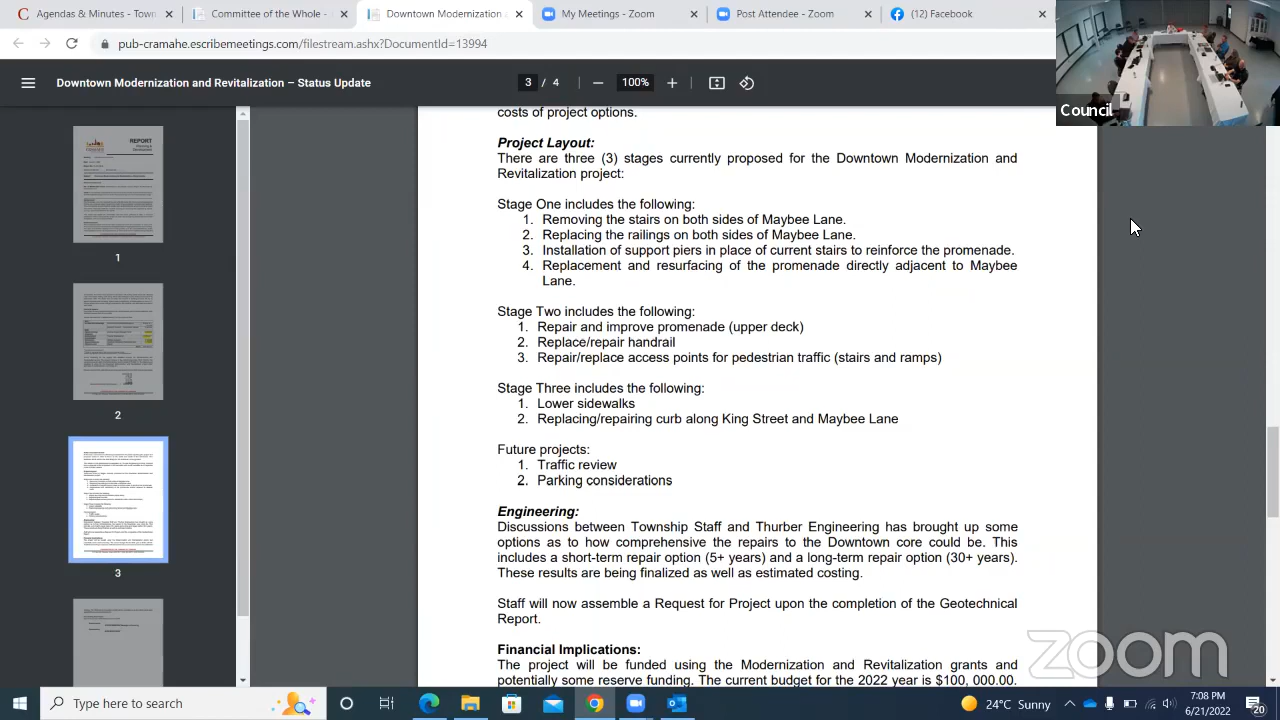 Agendas & Minutes - Town
Committee of the Whole -
Downtown Modernization
My Meetings - Zoom
Post Attendee - Zoom
(12) Facebook
pub-cramahe.escribemeetings.com/filestream.ashx?DocumentId=13994
Downtown Modernization and Revitalization – Status Update
3 / 4
100%
Council
REPORT
1
2
3
costs of project options.
Project Layout:
There are three (3) stages currently proposed for the Downtown Modernization and
Revitalization project:
Stage One includes the following:
1. Removing the stairs on both sides of Maybee Lane.
2. Replacing the railings on both sides of Maybee Lane.
3. Installation of support piers in place of current stairs to reinforce the promenade.
4. Replacement and resurfacing of the promenade directly adjacent to Maybee
Lane.
Stage Two includes the following:
1. Repair and improve promenade (upper deck)
2. Replace/repair handrail
3. Repair/replace access points for pedestrian traffic (stairs and ramps)
Stage Three includes the following:
1. Lower sidewalks
2. Replacing/repairing curb along King Street and Maybee Lane
Future projects:
1. Traffic review
2. Parking considerations
Engineering:
Discussions between Township Staff and Thurber Engineering has brought up some
options as to how comprehensive the repairs to the Downtown core could be. This
includes a short-term repair option (5+ years) and a long-term repair option (30+ years).
These results are being finalized as well as estimated costing.
Staff will now assemble a Request for Project upon the completion of the Geotechnical
Report.
Financial Implications:
The project will be funded using the Modernization and Revitalization grants and
potentially some reserve funding. The current budget for the 2022 year is $100, 000.00.
zoom
Type here to search
24°C Sunny
7:08 PM
6/21/2022
20